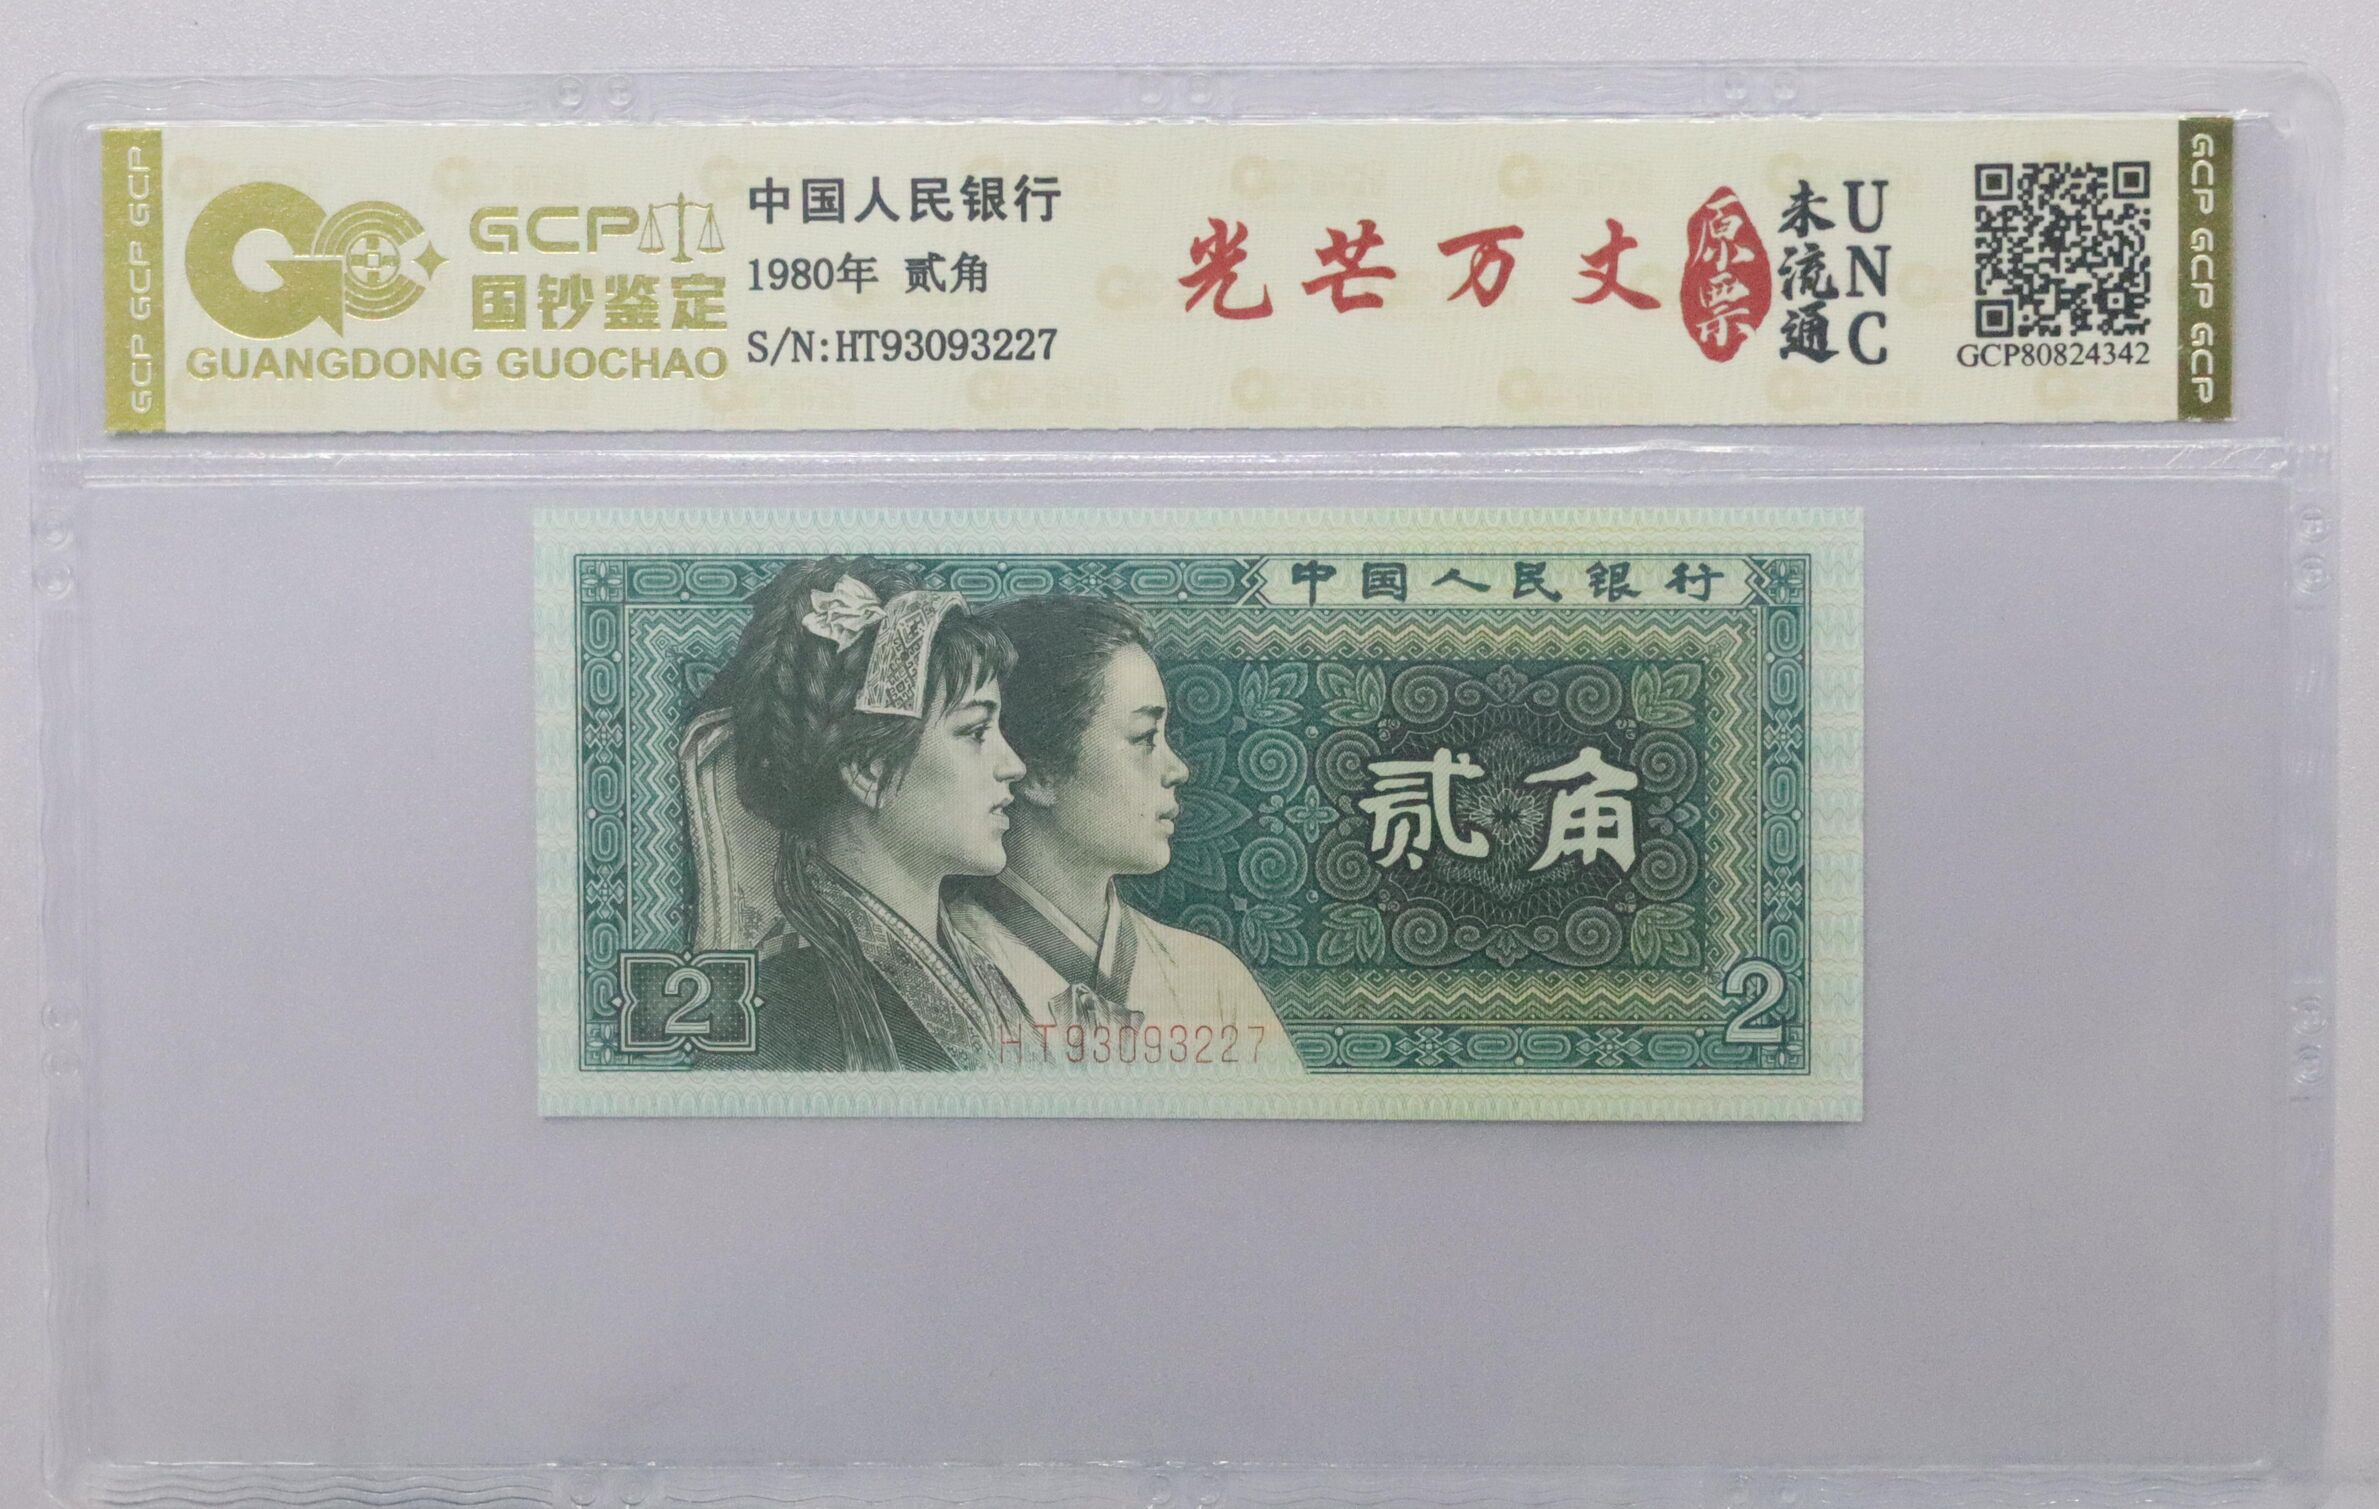 GCP GCP GCP
GCP
国钞鉴定
GUANGDONG GUOCHAO
中国人民银行
1980年 贰角
S/N:HT93093227
光芒万丈
原票
未流通
UNC
GCP80824342
GCP GCP GCP
中国人民银行
贰角
2
2
HT93093227